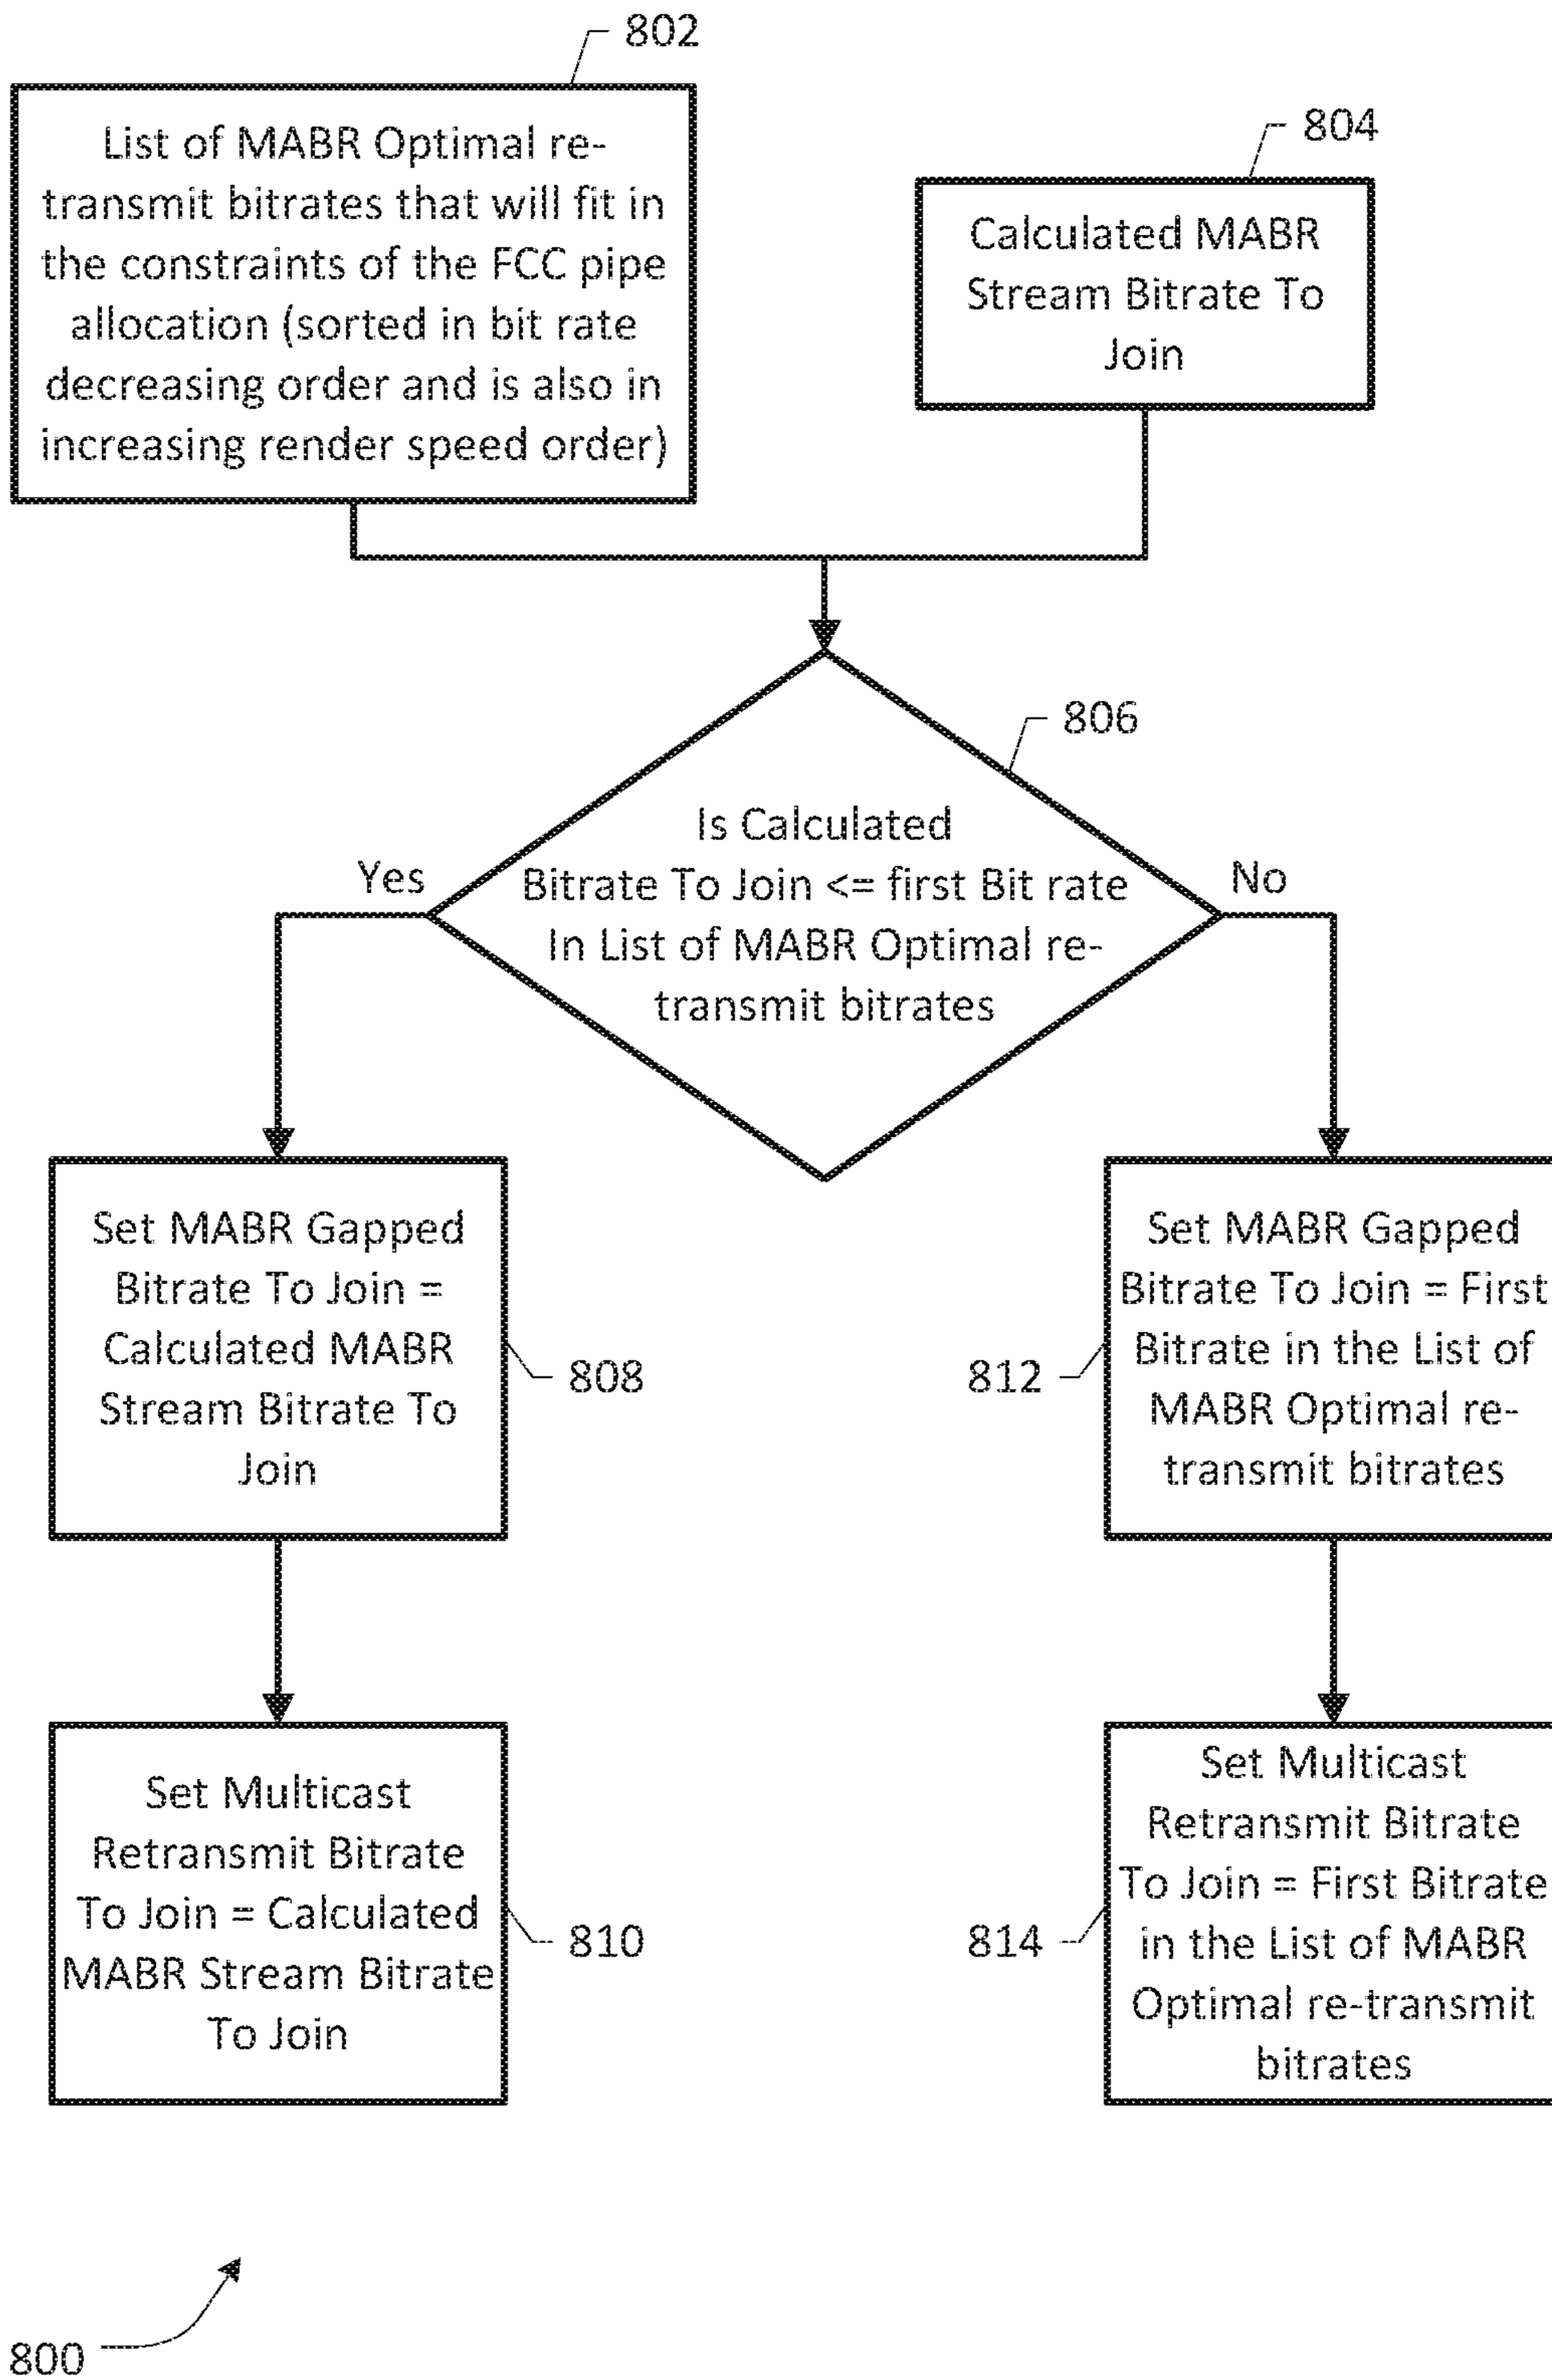 802
List of MABR Optimal re-
transmit bitrates that will fit in
the constraints of the FCC pipe
allocation (sorted in bit rate
decreasing order and is also in
increasing render speed order)
804
Calculated MABR
Stream Bitrate To
Join
806
Is Calculated
Bitrate To Join <= first Bit rate
In List of MABR Optimal re-
transmit bitrates
Yes
No
Set MABR Gapped
Bitrate To Join =
Calculated MABR
Stream Bitrate To
Join
808
812
Set MABR Gapped
Bitrate To Join = First
Bitrate in the List of
MABR Optimal re-
transmit bitrates
Set Multicast
Retransmit Bitrate
To Join = Calculated
MABR Stream Bitrate
To Join
810
814
Set Multicast
Retransmit Bitrate
To Join = First Bitrate
in the List of MABR
Optimal re-transmit
bitrates
800